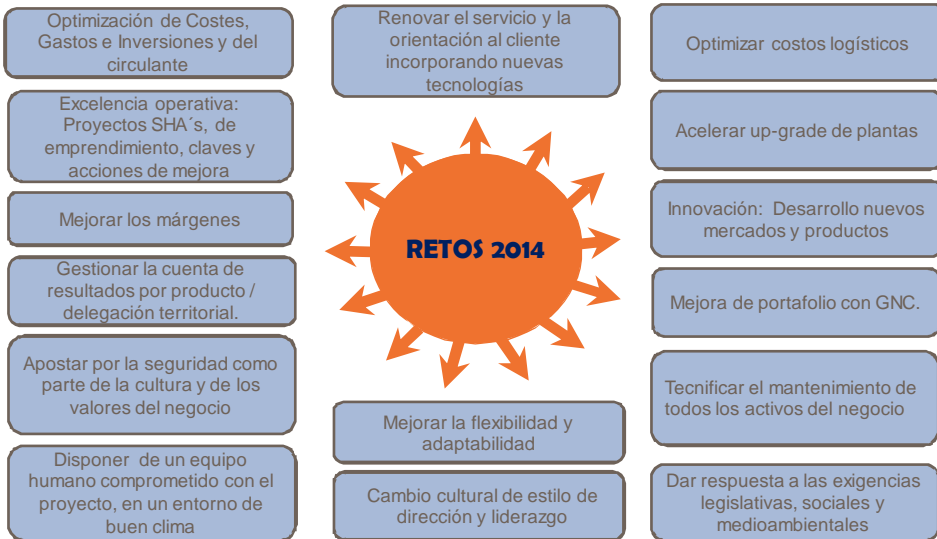 Optimización de Costes,
Gastos e Inversiones y del
circulante
Excelencia operativa:
Proyectos SHA´s, de
emprendimiento, claves y
acciones de mejora
Mejorar los márgenes
Gestionar la cuenta de
resultados por producto /
delegación territorial.
Apostar por la seguridad como
parte de la cultura y de los
valores del negocio
Disponer de un equipo
humano comprometido con el
proyecto, en un entorno de
buen clima
Renovar el servicio y la
orientación al cliente
incorporando nuevas
tecnologías
RETOS 2014
Mejorar la flexibilidad y
adaptabilidad
Cambio cultural de estilo de
dirección y liderazgo
Optimizar costos logísticos
Acelerar up-grade de plantas
Innovación: Desarrollo nuevos
mercados y productos
Mejora de portafolio con GNC.
Tecnificar el mantenimiento de
todos los activos del negocio
Dar respuesta a las exigencias
legislativas, sociales y
medioambientales